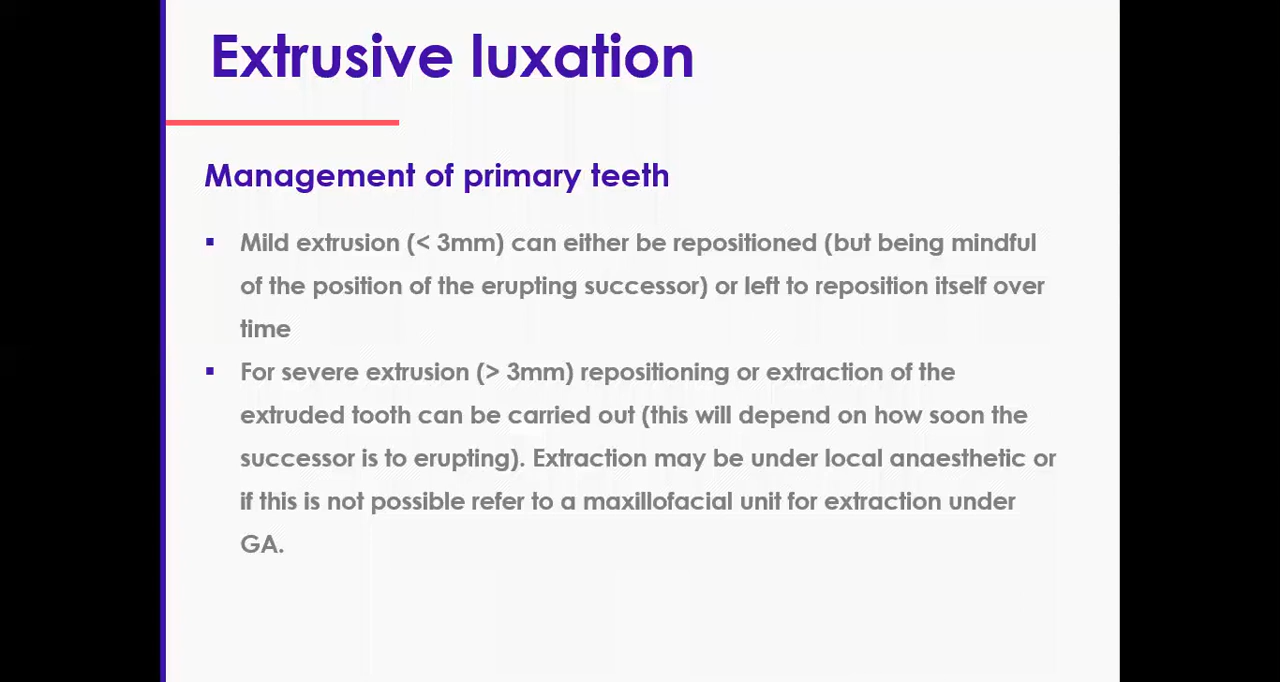 Extrusive luxation
Management of primary teeth
▪ Mild extrusion (< 3mm) can either be repositioned (but being mindful
of the position of the erupting successor) or left to reposition itself over
time
▪ For severe extrusion (> 3mm) repositioning or extraction of the
extruded tooth can be carried out (this will depend on how soon the
successor is to erupting). Extraction may be under local anaesthetic or
if this is not possible refer to a maxillofacial unit for extraction under
GA.